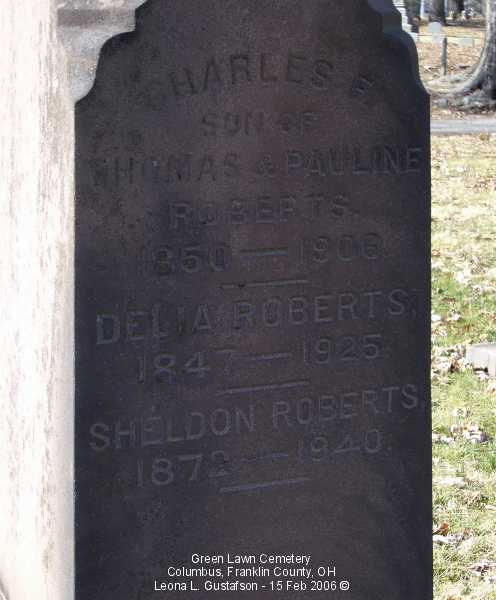 CHARLES F.
SON OF
THOMAS & PAULINE
ROBERTS.
1850 — 1906.
DELIA ROBERTS,
1847 — 1925.
SHELDON ROBERTS,
1872 — 1940.
Green Lawn Cemetery
Columbus, Franklin County, OH
Leona L. Gustafson - 15 Feb 2006 ©